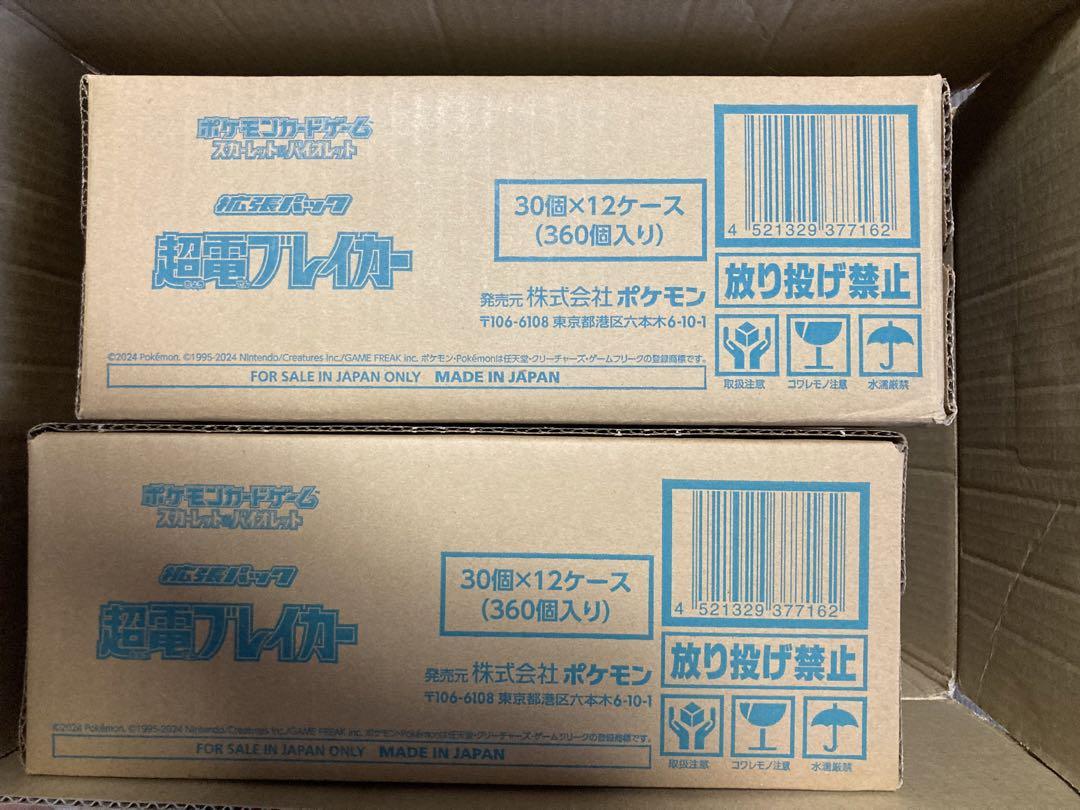 ポケモンカードゲーム
スカーレット&バイオレット
拡張パック
超電ブレイカー
ちょう でん
30個×12ケース
(360個入り)
発売元 株式会社 ポケモン
〒106-6108 東京都港区六本木6-10-1
4 521329 377162
放り投げ禁止
取扱注意 コワレモノ注意 水濡厳禁
©2024 Pokémon. ©1995-2024 Nintendo/Creatures Inc./GAME FREAK inc. ポケモン・Pokémonは任天堂・クリーチャーズ・ゲームフリークの登録商標です。
FOR SALE IN JAPAN ONLY MADE IN JAPAN
ポケモンカードゲーム
スカーレット&バイオレット
拡張パック
超電ブレイカー
ちょう でん
30個×12ケース
(360個入り)
発売元 株式会社 ポケモン
〒106-6108 東京都港区六本木6-10-1
4 521329 377162
放り投げ禁止
取扱注意 コワレモノ注意 水濡厳禁
©2024 Pokémon. ©1995-2024 Nintendo/Creatures Inc./GAME FREAK inc. ポケモン・Pokémonは任天堂・クリーチャーズ・ゲームフリークの登録商標です。
FOR SALE IN JAPAN ONLY MADE IN JAPAN